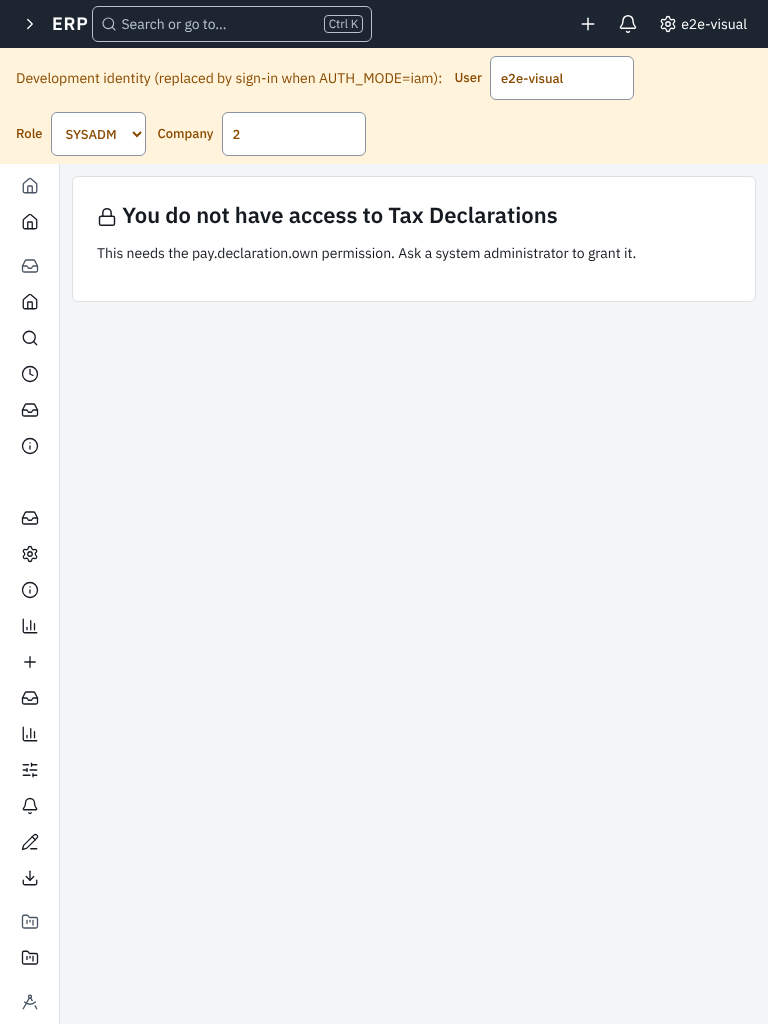 ERP
Search or go to...
Ctrl K
e2e-visual
Development identity (replaced by sign-in when AUTH_MODE=iam):
User
e2e-visual
Role
SYSADM
Company
2
You do not have access to Tax Declarations
This needs the pay.declaration.own permission. Ask a system administrator to grant it.